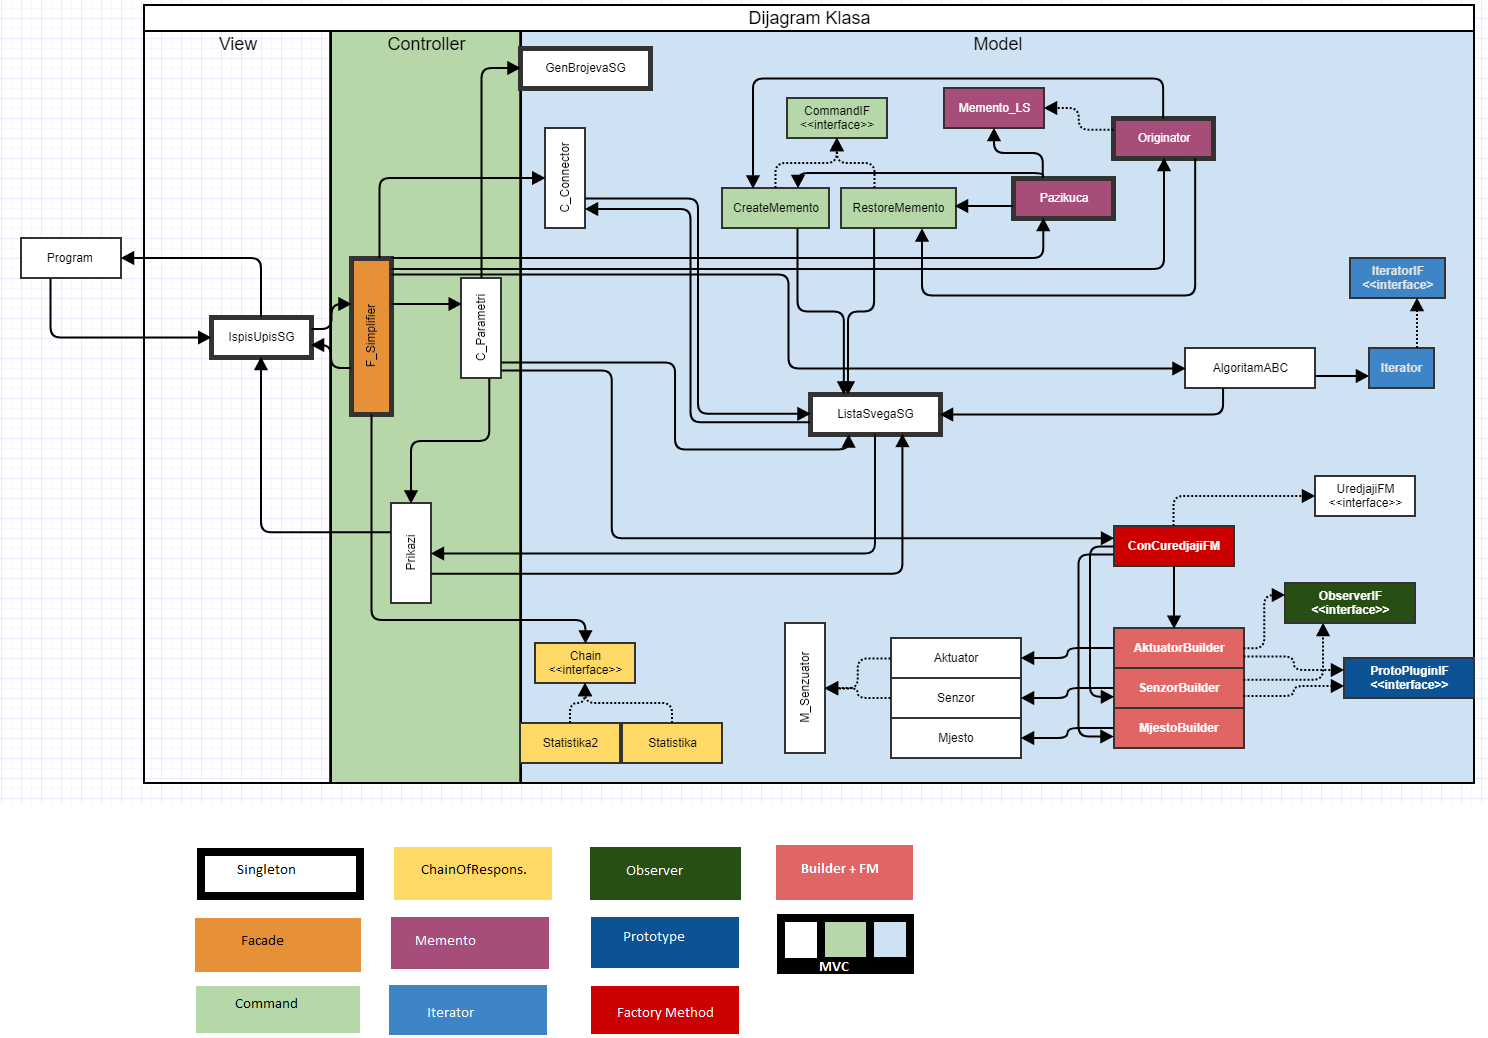 Dijagram Klasa
View
Controller
Model
GenBrojevaSG
CommandIF
<<interface>>
Memento_LS
Originator
C_Connector
CreateMemento
RestoreMemento
Pazikuca
Program
IspisUpisSG
F_Simplifier
C_Parametri
IteratorIF
<<interface>
AlgoritamABC
Iterator
ListaSvegaSG
UredjajiFM
<<interface>>
ConCuredjajiFM
Prikazi
ObserverIF
<<interface>>
Chain
<<interface>>
M_Senzuator
Aktuator
Senzor
Mjesto
AktuatorBuilder
SenzorBuilder
MjestoBuilder
ProtoPluginIF
<<interface>>
Statistika2
Statistika
Singleton
ChainOfRespons.
Observer
Builder + FM
Facade
Memento
Prototype
MVC
Command
Iterator
Factory Method